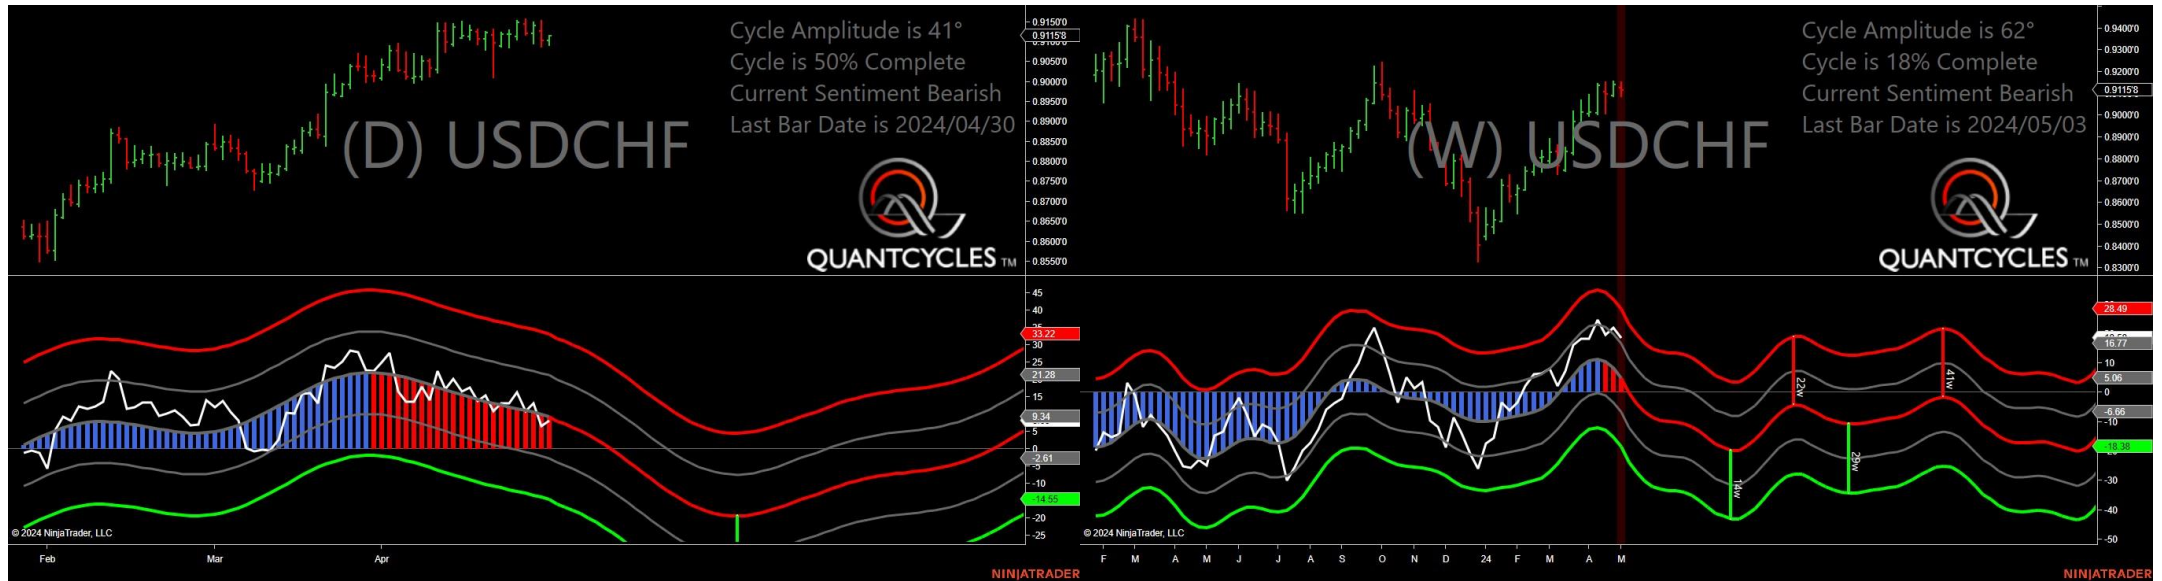 Cycle Amplitude is 41°
Cycle is 50% Complete
Current Sentiment Bearish
Last Bar Date is 2024/04/30
(D) USDCHF
QUANTCYCLES TM
0.9150'0
0.9115'8
0.9050'0
0.9000'0
0.8950'0
0.8900'0
0.8850'0
0.8800'0
0.8750'0
0.8700'0
0.8650'0
0.8600'0
0.8550'0
45
40
33.22
30
25
21.28
15
9.34
5
0
-2.61
-5
-10
-14.55
-20
-25
© 2024 NinjaTrader, LLC
Feb Mar Apr
NINJATRADER
Cycle Amplitude is 62°
Cycle is 18% Complete
Current Sentiment Bearish
Last Bar Date is 2024/05/03
(W) USDCHF
QUANTCYCLES TM
0.9400'0
0.9300'0
0.9200'0
0.9115'8
0.9000'0
0.8900'0
0.8800'0
0.8700'0
0.8600'0
0.8500'0
0.8400'0
0.8300'0
28.49
16.77
10
5.06
0
-6.66
-10
-18.38
-30
-40
-50
22w
41w
14w
29w
© 2024 NinjaTrader, LLC
F M A M J J A S O N D 24 F M A M
NINJATRADER